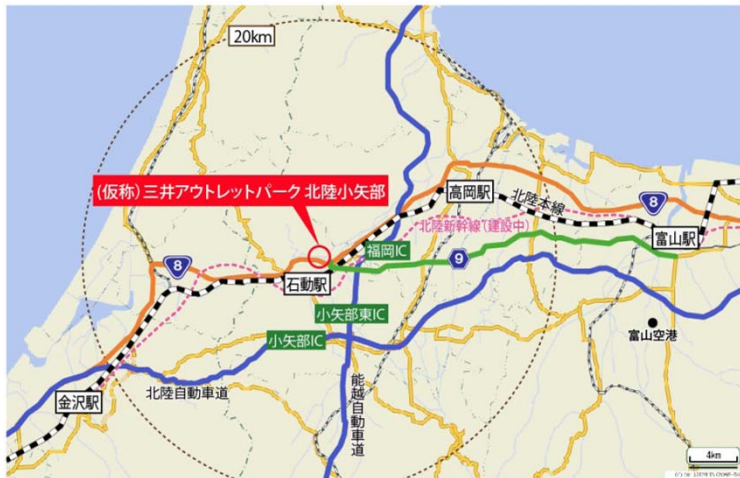 20km
(仮称)三井アウトレットパーク 北陸小矢部
高岡駅
北陸本線
8
北陸新幹線(建設中)
富山駅
福岡IC
9
8
石動駅
小矢部東IC
小矢部IC
富山空港
北陸自動車道
能越自動車道
金沢駅
4km